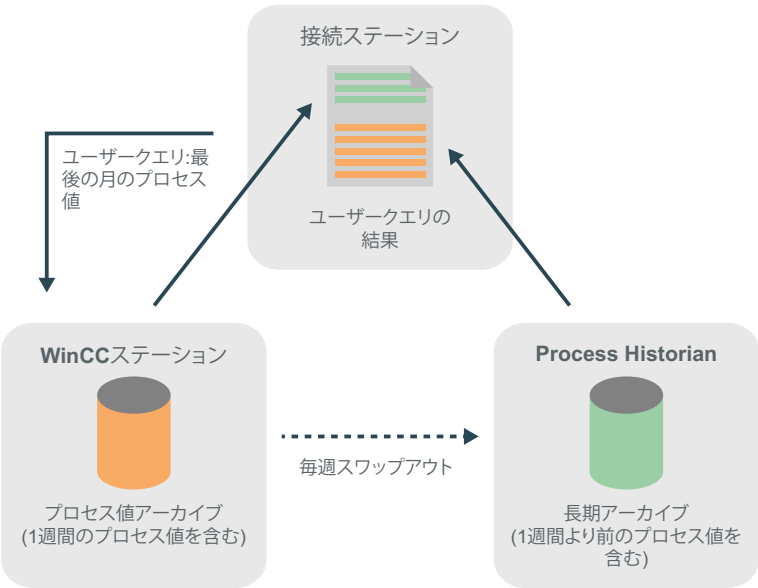 接続ステーション
ユーザークエリ:最
後の月のプロセス
値
ユーザークエリの
結果
WinCCステーション
プロセス値アーカイブ
(1週間のプロセス値を含む)
毎週スワップアウト
Process Historian
長期アーカイブ
(1週間より前のプロセス値を
含む)